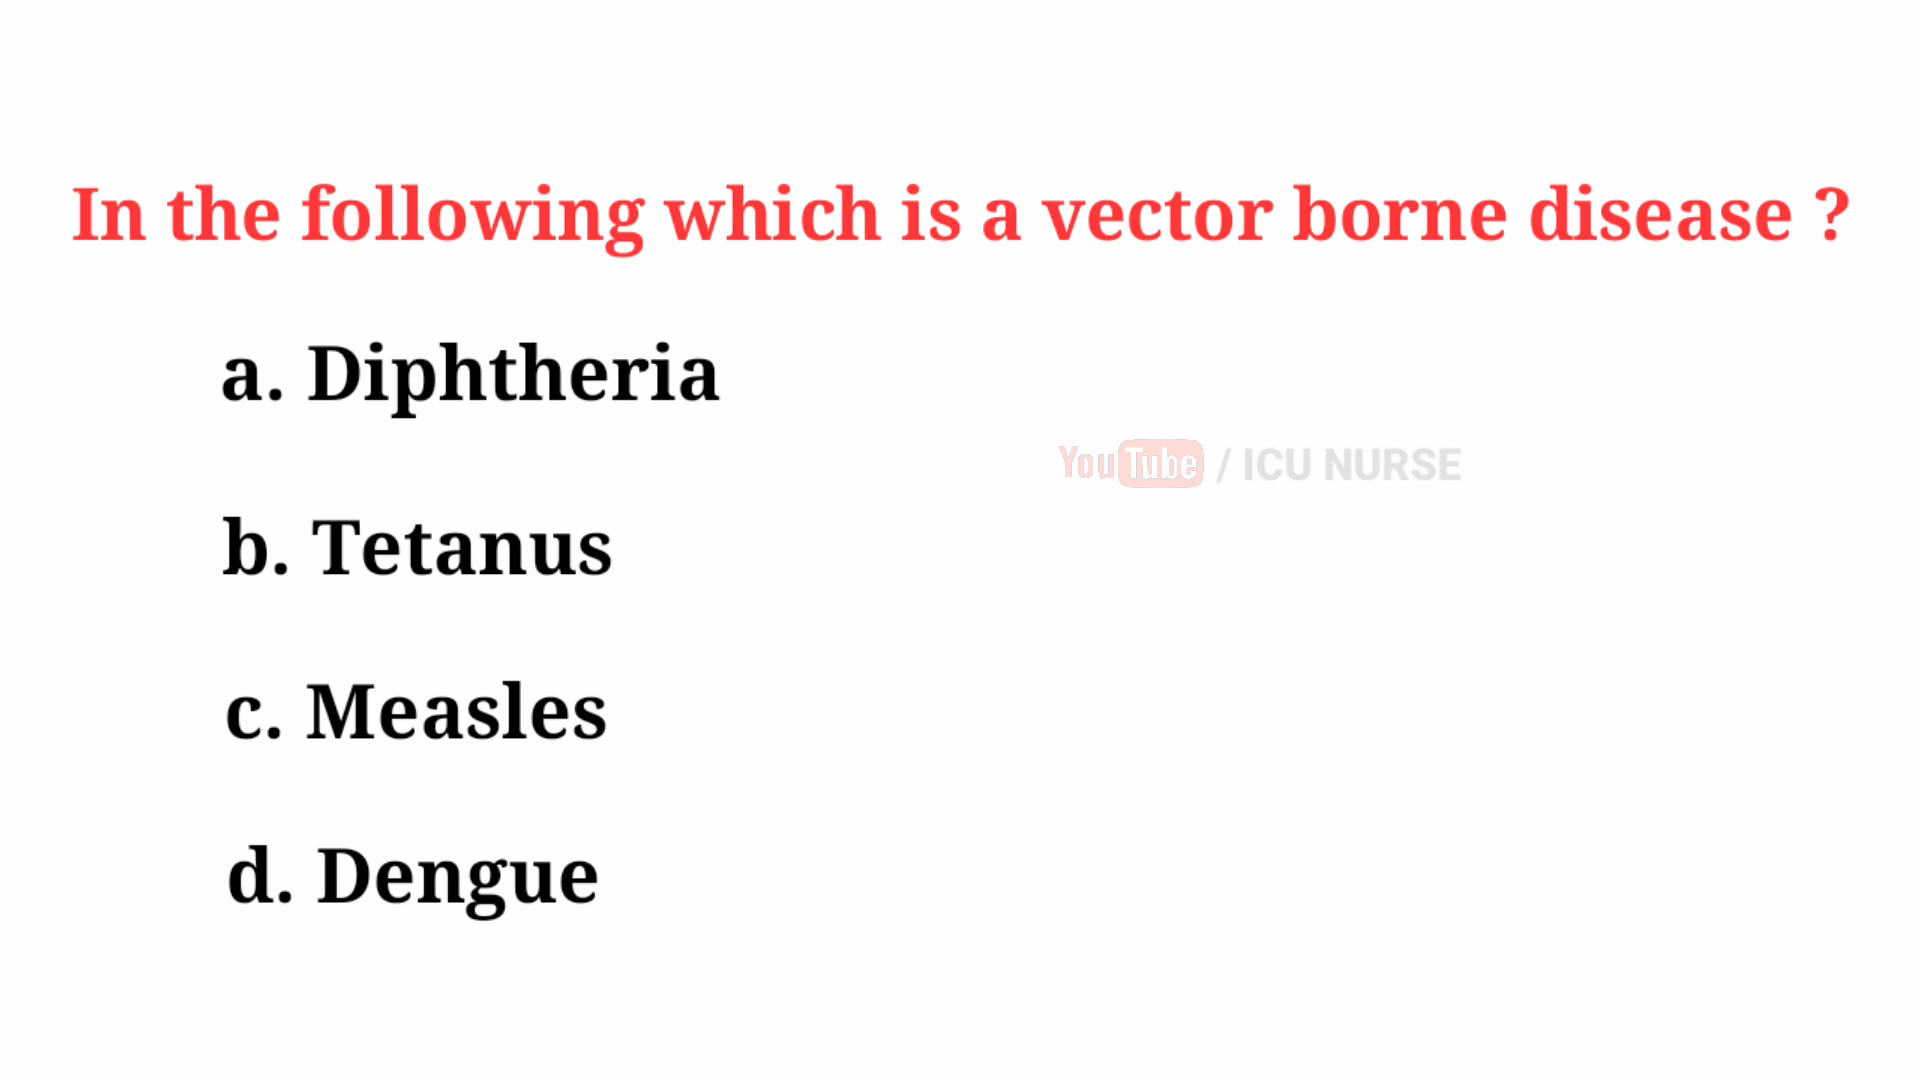 In the following which is a vector borne disease ?
a. Diphtheria
YouTube / ICU NURSE
b. Tetanus
c. Measles
d. Dengue